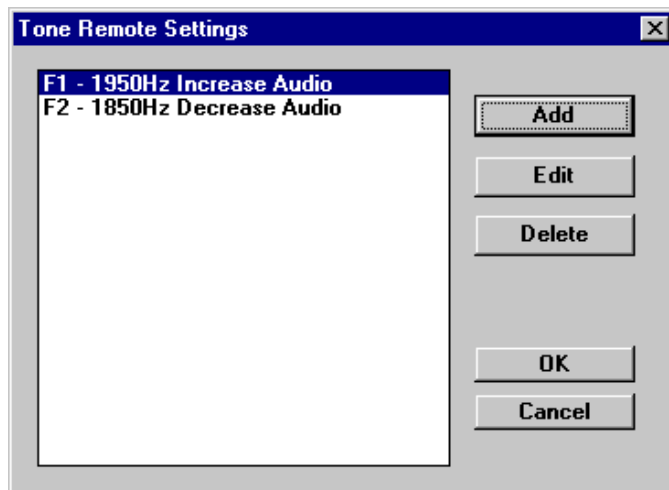 Tone Remote Settings
F1 - 1950Hz Increase Audio
F2 - 1850Hz Decrease Audio
Add
Edit
Delete
OK
Cancel